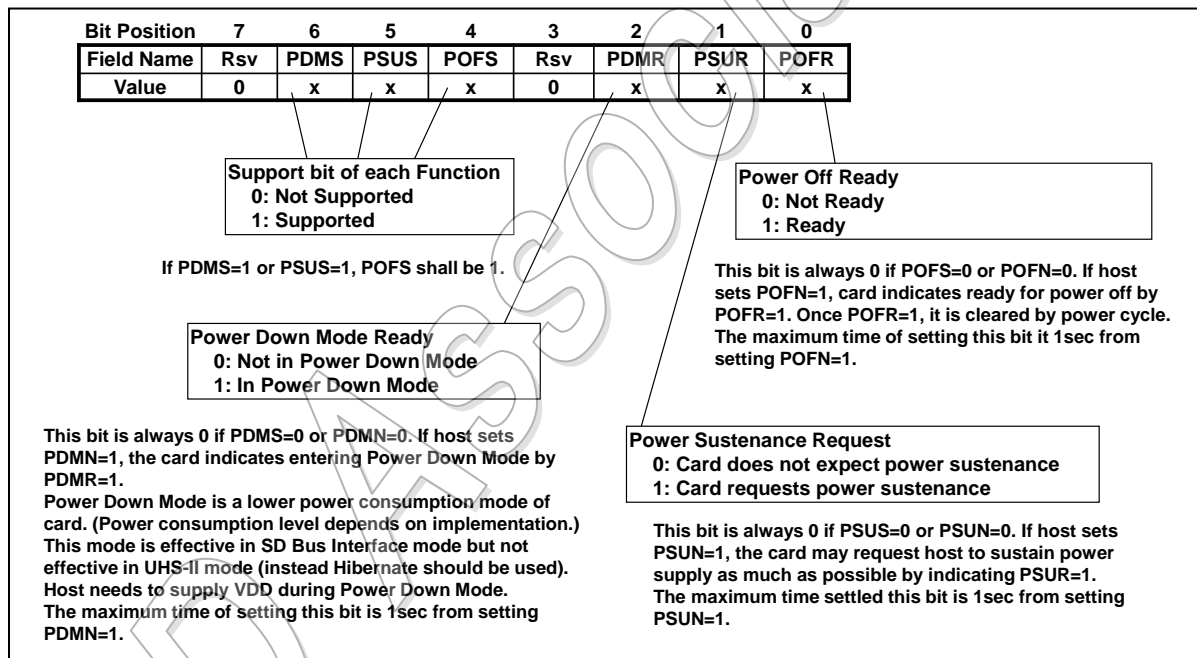 Bit Position 7 6 5 4 3 2 1 0
Field Name Rsv PDMS PSUS POFS Rsv PDMR PSUR POFR
Value 0 x x x 0 x x x
Support bit of each Function
0: Not Supported
1: Supported
If PDMS=1 or PSUS=1, POFS shall be 1.
Power Off Ready
0: Not Ready
1: Ready
This bit is always 0 if POFS=0 or POFN=0. If host
sets POFN=1, card indicates ready for power off by
POFR=1. Once POFR=1, it is cleared by power cycle.
The maximum time of setting this bit it 1sec from
setting POFN=1.
Power Down Mode Ready
0: Not in Power Down Mode
1: In Power Down Mode
This bit is always 0 if PDMS=0 or PDMN=0. If host sets
PDMN=1, the card indicates entering Power Down Mode by
PDMR=1.
Power Down Mode is a lower power consumption mode of
card. (Power consumption level depends on implementation.)
This mode is effective in SD Bus Interface mode but not
effective in UHS-II mode (instead Hibernate should be used).
Host needs to supply VDD during Power Down Mode.
The maximum time of setting this bit is 1sec from setting
PDMN=1.
Power Sustenance Request
0: Card does not expect power sustenance
1: Card requests power sustenance
This bit is always 0 if PSUS=0 or PSUN=0. If host sets
PSUN=1, the card may request host to sustain power
supply as much as possible by indicating PSUR=1.
The maximum time settled this bit is 1sec from setting
PSUN=1.
D Associ